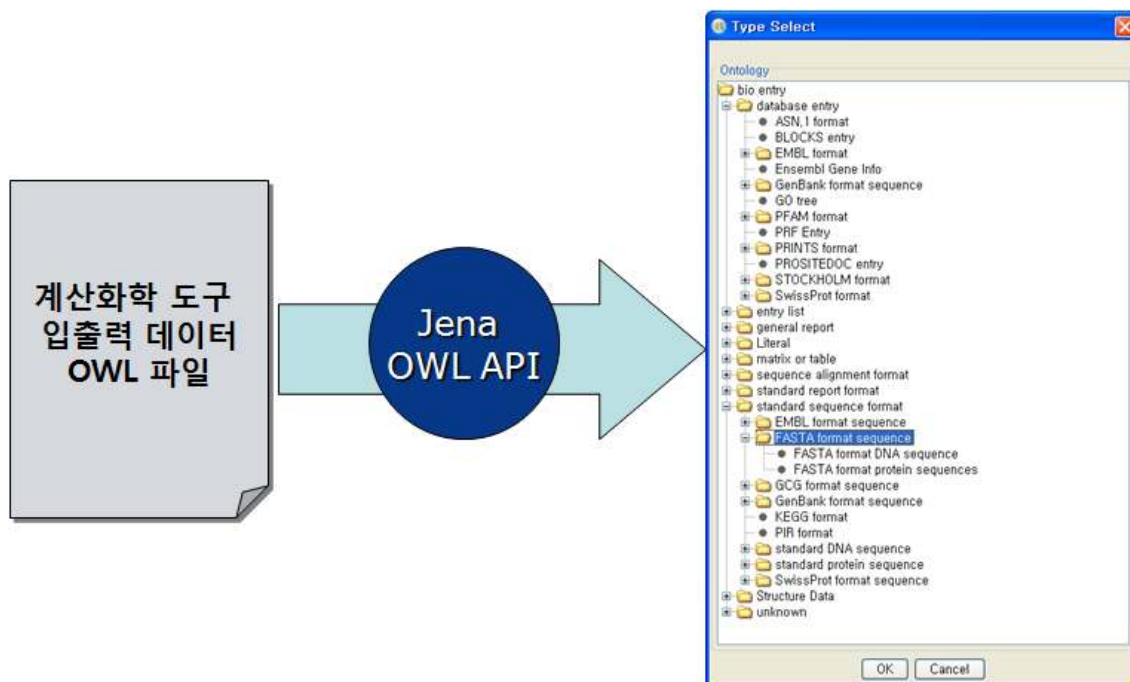 계산화학 도구
입출력 데이터
OWL 파일
Jena
OWL API
Type Select
Ontology
bio entry
database entry
ASN.1 format
BLOCKS entry
EMBL format
Ensembl Gene Info
GenBank format sequence
GO tree
PFAM format
PRF Entry
PRINTS format
PROSITEDOC entry
STOCKHOLM format
SwissProt format
entry list
general report
Literal
matrix or table
sequence alignment format
standard report format
standard sequence format
EMBL format sequence
FASTA format sequence
FASTA format DNA sequence
FASTA format protein sequences
GCG format sequence
GenBank format sequence
KEGG format
PIR format
standard DNA sequence
standard protein sequence
SwissProt format sequence
Structure Data
unknown
OK Cancel